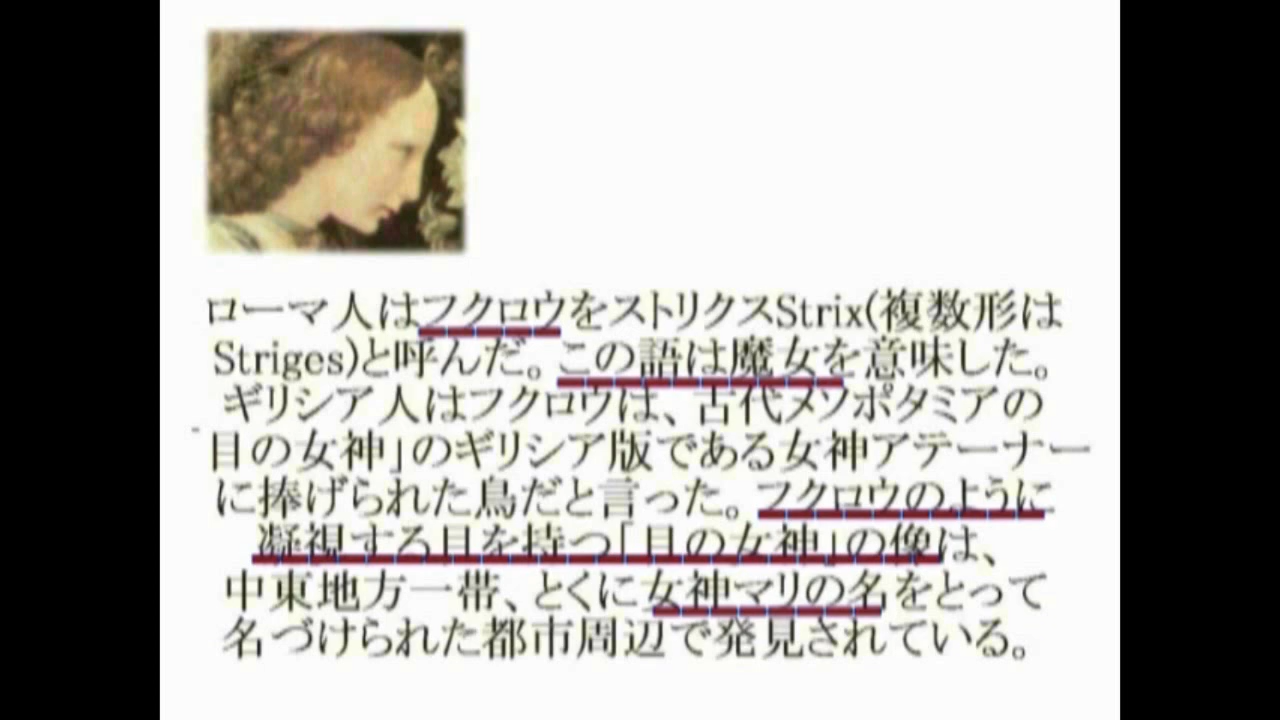 ローマ人はフクロウをストリクスStrix(複数形は
Striges)と呼んだ。この語は魔女を意味した。
ギリシア人はフクロウは、古代メソポタミアの
目の女神」のギリシア版である女神アテーナー
に捧げられた鳥だと言った。フクロウのように
凝視する目を持つ「目の女神」の像は、
中東地方一帯、とくに女神マリの名をとって
名づけられた都市周辺で発見されている。